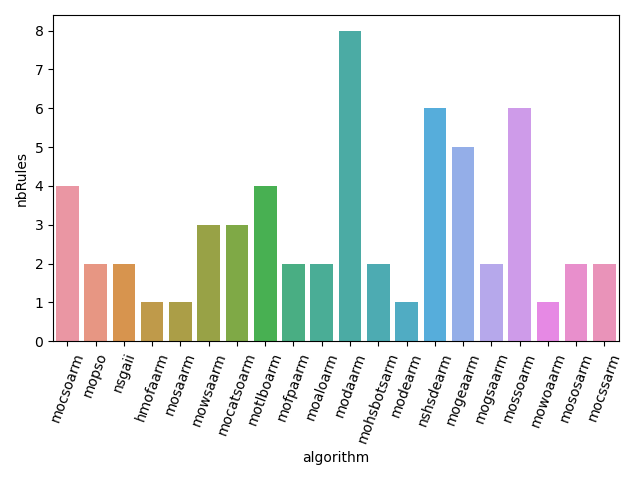 nbRules
8
7
6
5
4
3
2
1
0
mocsoarm
mopso
nsgaii
hmofaarm
mosaarm
mowsaarm
mocatsoarm
motlboarm
mofpaarm
moaloarm
modaarm
mohsbotsarm
modearm
nshsdearm
mogeaarm
mogsaarm
mossoarm
mowoaarm
mososarm
mocssarm
algorithm